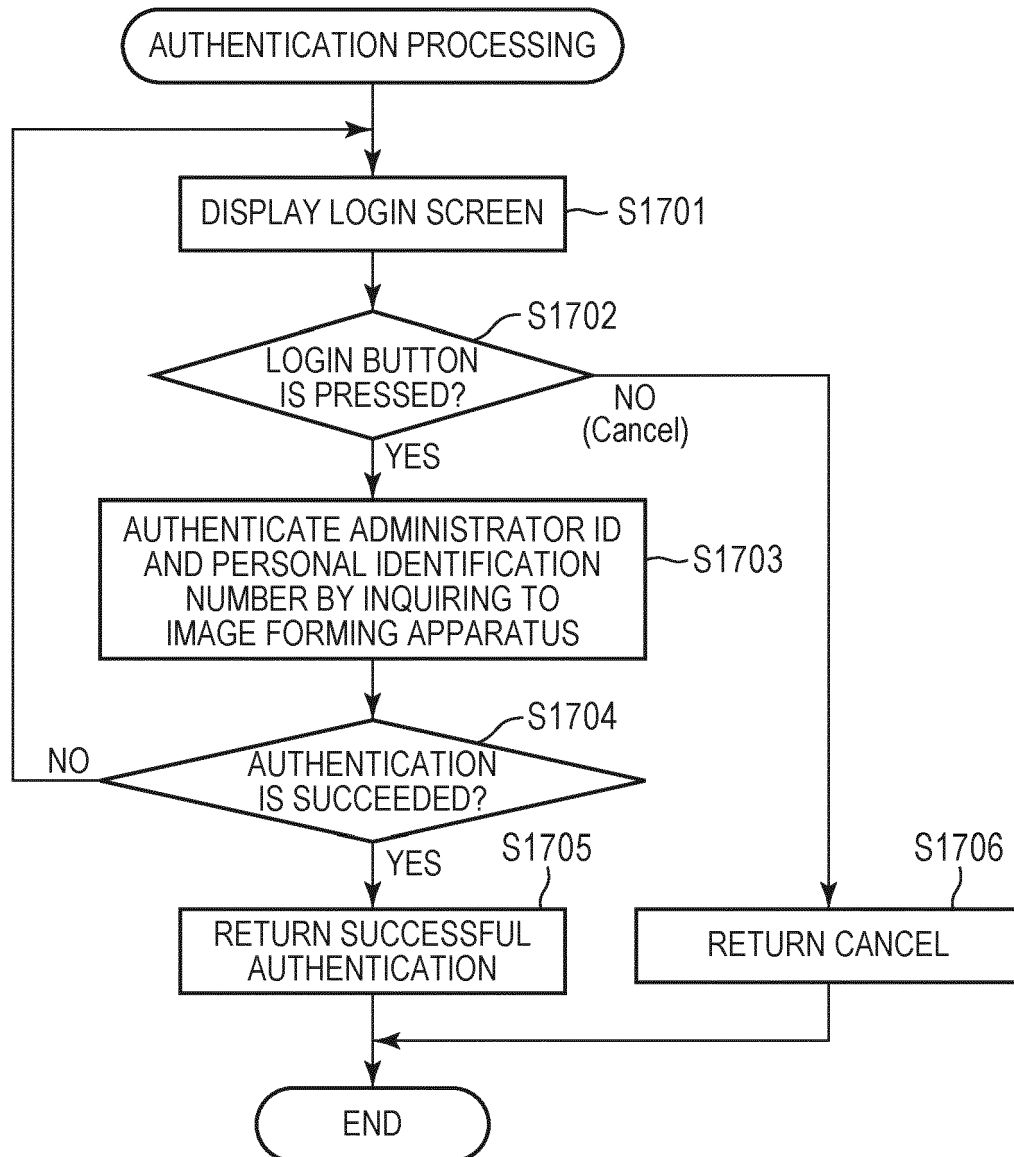 AUTHENTICATION PROCESSING
DISPLAY LOGIN SCREEN
S1701
S1702
LOGIN BUTTON
IS PRESSED?
NO
(Cancel)
YES
AUTHENTICATE ADMINISTRATOR ID
AND PERSONAL IDENTIFICATION
NUMBER BY INQUIRING TO
IMAGE FORMING APPARATUS
S1703
S1704
NO
AUTHENTICATION
IS SUCCEEDED?
YES
S1705
S1706
RETURN SUCCESSFUL
AUTHENTICATION
RETURN CANCEL
END